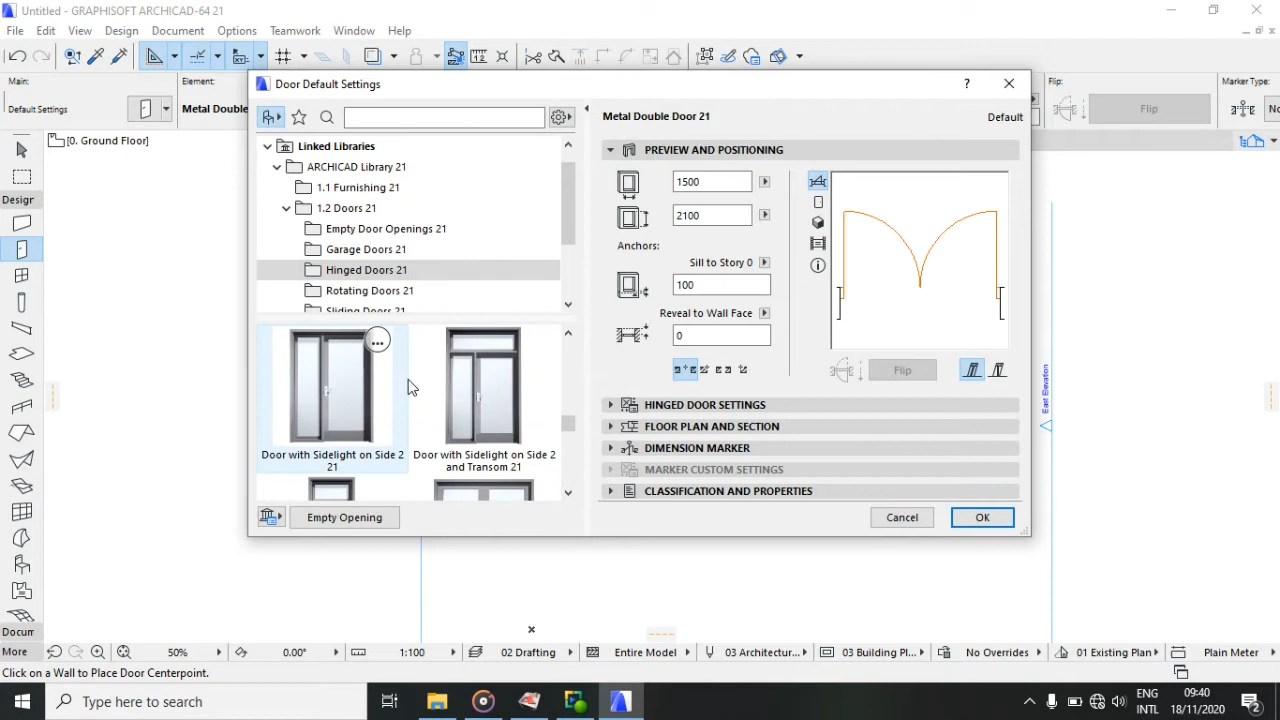 Untitled - GRAPHISOFT ARCHICAD-64 21
File Edit View Design Document Options Teamwork Window Help
Main:
Default Settings
Element:
Metal Double
Flip:
Flip
Marker Type
No
[0. Ground Floor]
Design
Docum
More
Door Default Settings
?
Linked Libraries
ARCHICAD Library 21
1.1 Furnishing 21
1.2 Doors 21
Empty Door Openings 21
Garage Doors 21
Hinged Doors 21
Rotating Doors 21
Sliding Doors 21
...
Door with Sidelight on Side 2
21
Door with Sidelight on Side 2
and Transom 21
Empty Opening
Metal Double Door 21
Default
PREVIEW AND POSITIONING
1500
2100
Anchors:
Sill to Story 0
100
Reveal to Wall Face
0
Flip
HINGED DOOR SETTINGS
FLOOR PLAN AND SECTION
DIMENSION MARKER
MARKER CUSTOM SETTINGS
CLASSIFICATION AND PROPERTIES
Cancel
OK
East Elevation
50%
0.00°
1:100
02 Drafting
Entire Model
03 Architectur...
03 Building Pl...
No Overrides
01 Existing Plan
Plain Meter
Click on a Wall to Place Door Centerpoint.
Type here to search
ENG
INTL
09:40
18/11/2020
2